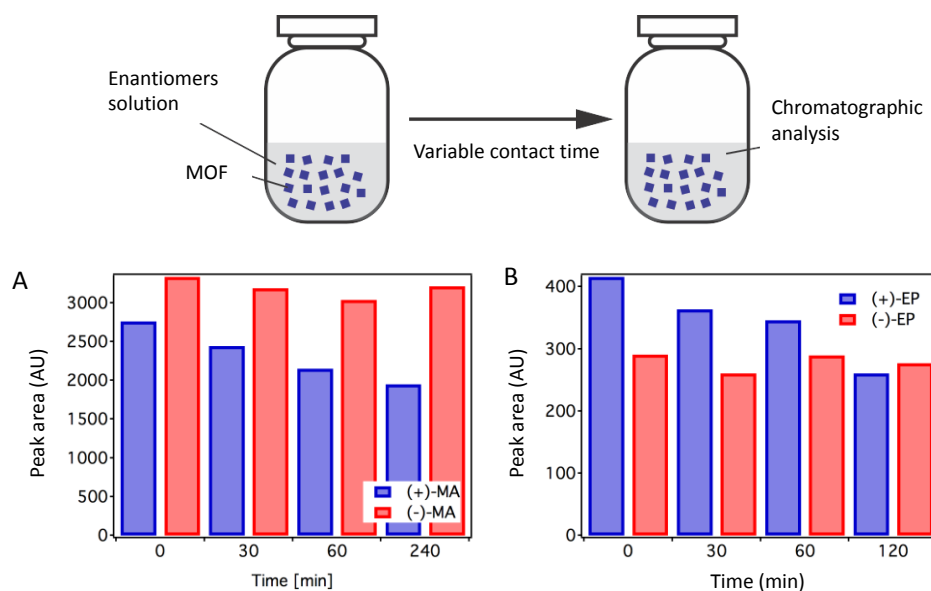 Enantiomers
solution
MOF
Variable contact time
Chromatographic
analysis
A
Peak area (AU)
3000
2500
2000
1500
1000
500
0
(+)-MA
(-)-MA
0 30 60 240
Time [min]
B
Peak area (AU)
400
300
200
100
0
(+)-EP
(-)-EP
0 30 60 120
Time (min)